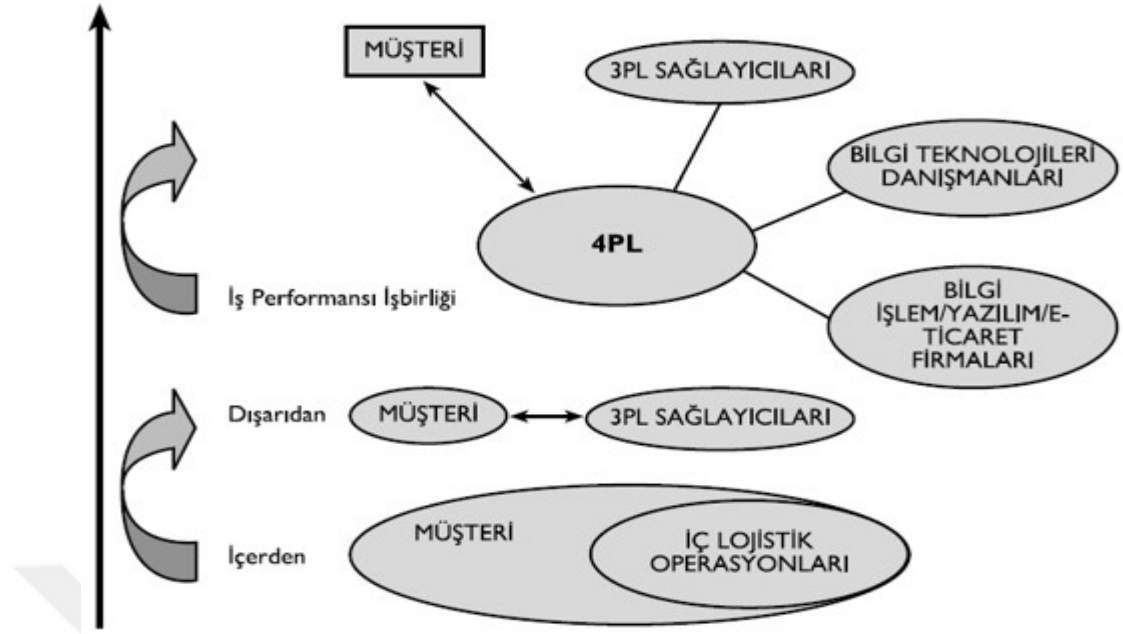 MÜŞTERİ
3PL SAĞLAYICILARI
BİLGİ TEKNOLOJİLERİ
DANIŞMANLARI
4PL
İş Performansı İşbirliği
BİLGİ
İŞLEM/YAZILIM/E-
TİCARET
FİRMALARI
Dışarıdan
MÜŞTERİ
3PL SAĞLAYICILARI
İçerden
MÜŞTERİ
İÇ LOJİSTİK
OPERASYONLARI